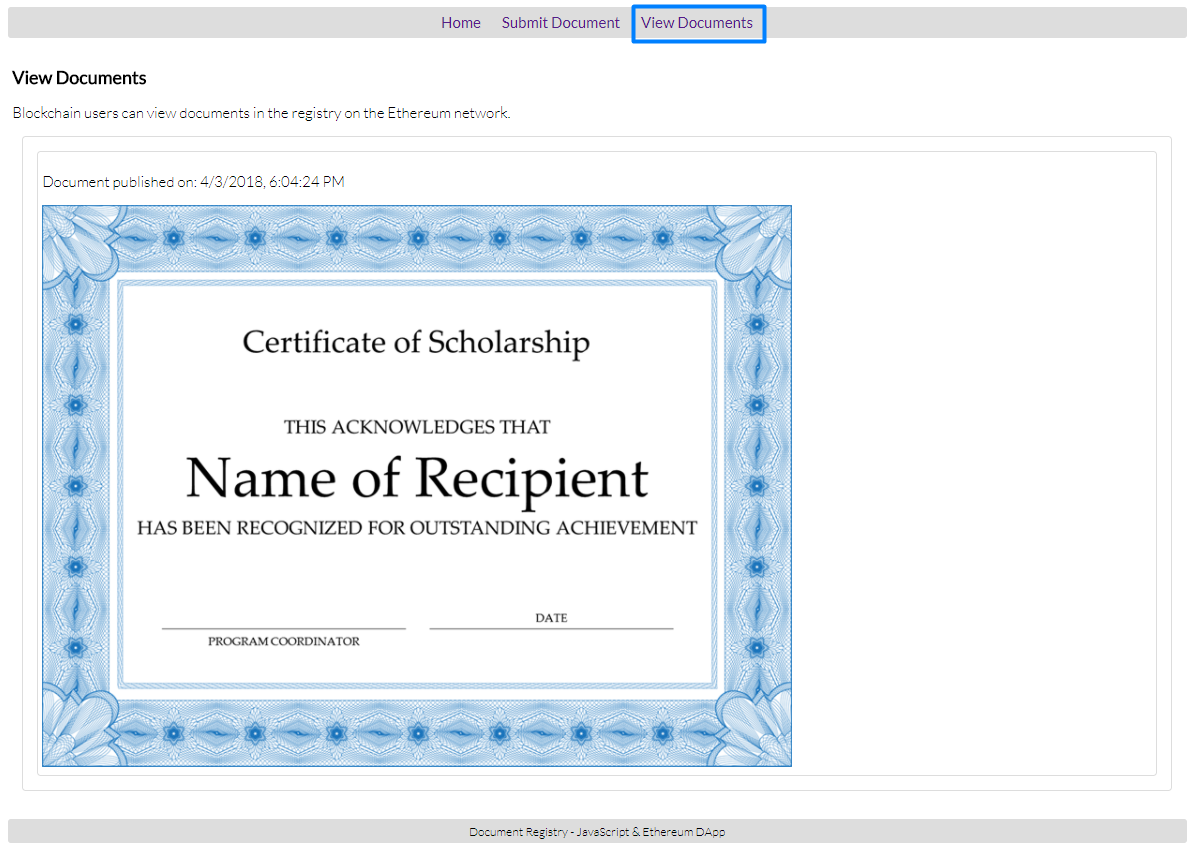 Home Submit Document View Documents
View Documents
Blockchain users can view documents in the registry on the Ethereum network.
Document published on: 4/3/2018, 6:04:24 PM
Certificate of Scholarship
THIS ACKNOWLEDGES THAT
Name of Recipient
HAS BEEN RECOGNIZED FOR OUTSTANDING ACHIEVEMENT
DATE
PROGRAM COORDINATOR
Document Registry - JavaScript & Ethereum DApp